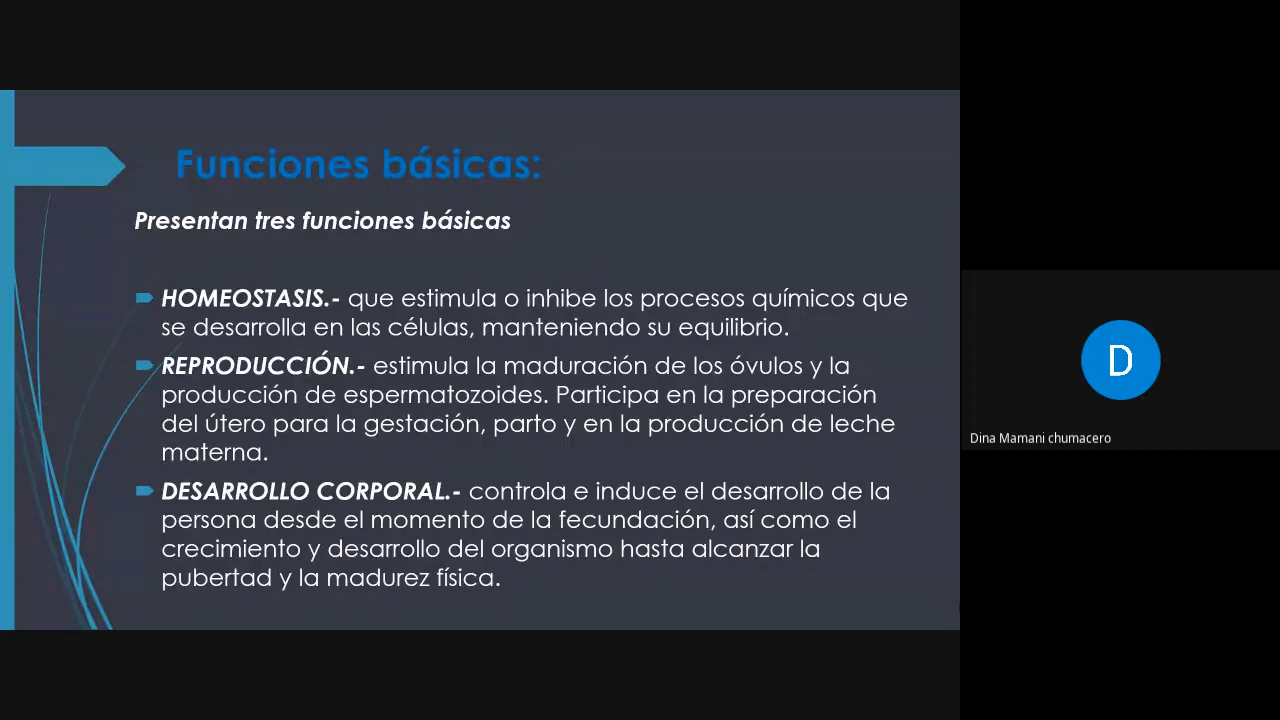 Funciones básicas:
Presentan tres funciones básicas
HOMEOSTASIS.- que estimula o inhibe los procesos químicos que
se desarrolla en las células, manteniendo su equilibrio.
REPRODUCCIÓN.- estimula la maduración de los óvulos y la
producción de espermatozoides. Participa en la preparación
del útero para la gestación, parto y en la producción de leche
materna.
DESARROLLO CORPORAL.- controla e induce el desarrollo de la
persona desde el momento de la fecundación, así como el
crecimiento y desarrollo del organismo hasta alcanzar la
pubertad y la madurez física.
D
Dina Mamani chumacero